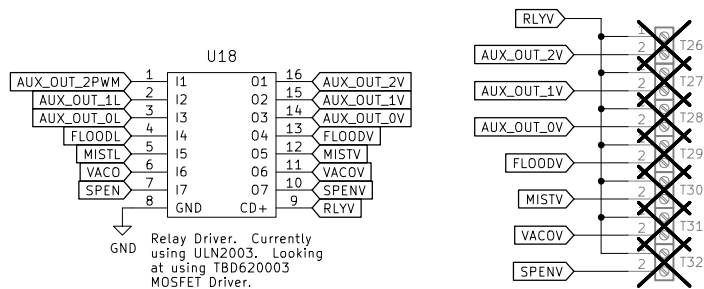 RLYV
U18
1
T26
AUX_OUT_2V
2
AUX_OUT_2PWM 1 I1 O1 16 AUX_OUT_2V
T27
AUX_OUT_1L 2 I2 O2 15 AUX_OUT_1V
AUX_OUT_1V
2
AUX_OUT_0L 3 I3 O3 14 AUX_OUT_0V
T28
FLOODL 4 I4 O4 13 FLOODV
AUX_OUT_0V
2
MISTL 5 I5 O5 12 MISTV
T29
FLOODV
2
VACO 6 I6 O6 11 VACOV
SPEN 7 I7 O7 10 SPENV
T30
MISTV
2
8 GND CD+ 9 RLYV
T31
VACOV
2
GND
Relay Driver. Currently
using ULN2003. Looking
at using TBD620003
MOSFET Driver.
T32
SPENV
2